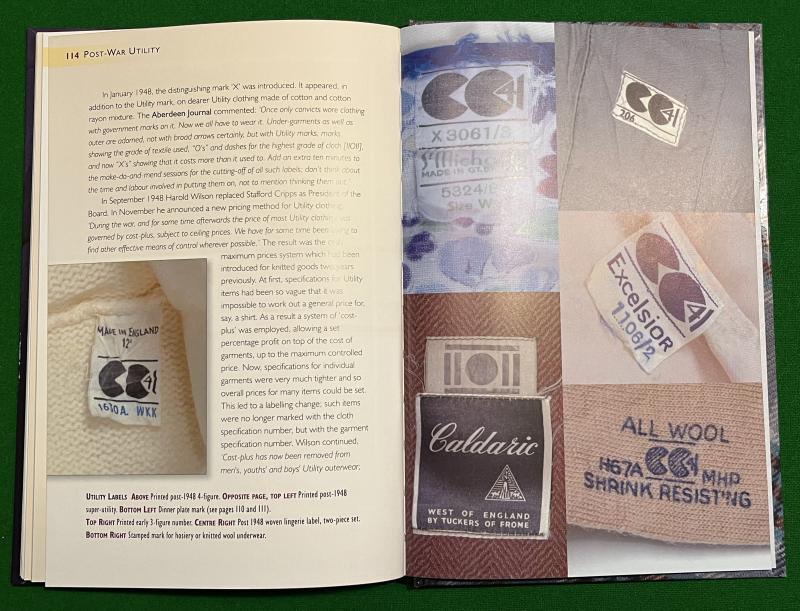 114 POST-WAR UTILITY
In January 1948, the distinguishing mark 'X' was introduced. It appeared, in
addition to the Utility mark, on dearer Utility clothing made of cotton and cotton
rayon mixture. The Aberdeen Journal commented: 'Once only convicts wore clothing
with government marks on it. Now we all have to wear it. Under-garments as well as
outer are adorned, not with broad arrows certainly, but with Utility marks, marks
showing the grade of textile used, "O's" and dashes for the highest grade of cloth [IIOII],
and now "X's" showing that it costs more than it used to. Add an extra ten minutes to
the make-do-and-mend sessions for the cutting-off of all such labels; don't think about
the time and labour involved in putting them on, not to mention thinking them out.'
In September 1948 Harold Wilson replaced Stafford Cripps as President of the
Board. In November he announced a new pricing method for Utility clothing,
'During the war, and for some time afterwards the price of most Utility clothing was
governed by cost-plus, subject to ceiling prices. We have for some time been trying to
find other effective means of control wherever possible.' The result was the
maximum prices system which had been
introduced for knitted goods two years
previously. At first, specifications for Utility
items had been so vague that it was
impossible to work out a general price for,
say, a shirt. As a result a system of 'cost-
plus' was employed, allowing a set
percentage profit on top of the cost of
garments, up to the maximum controlled
price. Now, specifications for individual
garments were very much tighter and so
overall prices for many items could be set.
This led to a labelling change; such items
were no longer marked with the cloth
specification number, but with the garment
specification number. Wilson continued,
'Cost-plus has now been removed from
men's, youths' and boys' Utility outerwear,
MADE IN ENGLAND
12
CC41
1610A WKK
UTILITY LABELS ABOVE Printed post-1948 4-figure. OPPOSITE PAGE, TOP LEFT Printed post-1948
super-utility. BOTTOM LEFT Dinner plate mark (see pages 110 and 111).
TOP RIGHT Printed early 3-figure number. CENTRE RIGHT Post 1948 woven lingerie label, two-piece set.
BOTTOM RIGHT Stamped mark for hosiery or knitted wool underwear.
CC41
X 3061/
St Michael
MADE IN GT. BRITAIN
5324/
Size W
CC41
206
CC41
Excelsior
1106/2
IIOII
Caldaric
WEST OF ENGLAND
BY TUCKERS OF FROME
ALL WOOL
H67A CC41 MHP
SHRINK RESISTING